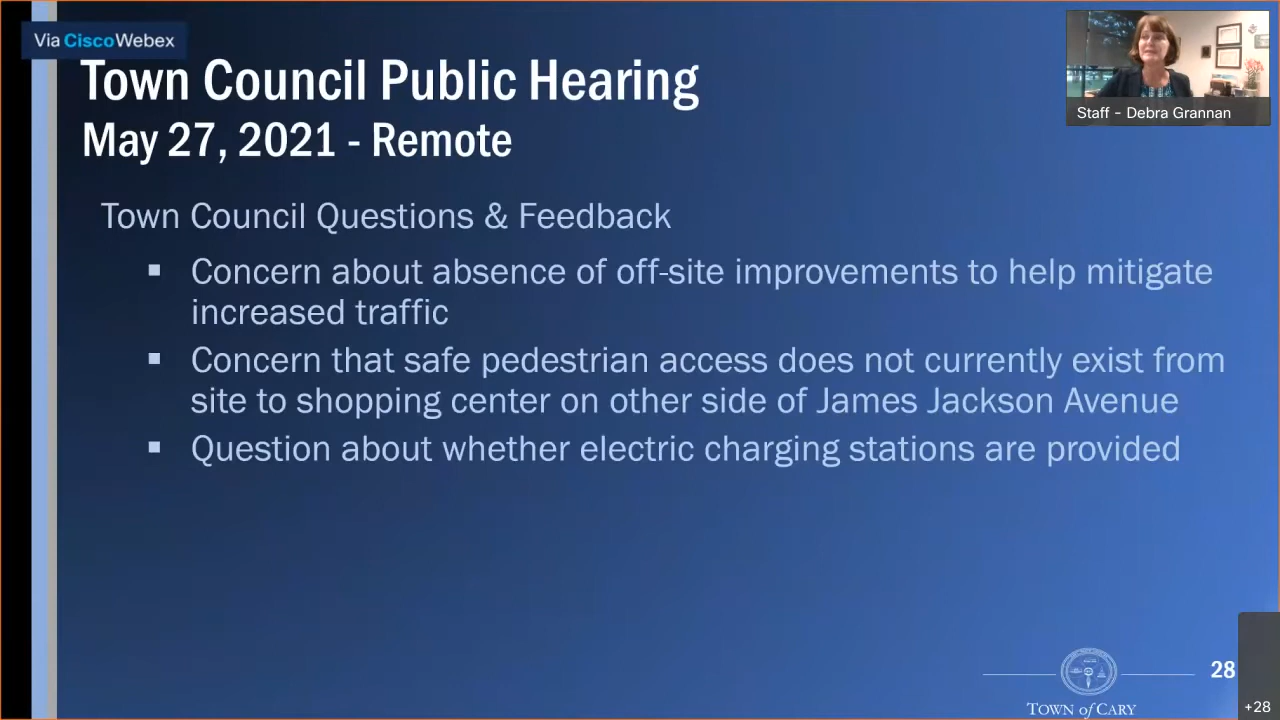 Via CiscoWebex
Town Council Public Hearing
May 27, 2021 - Remote
Staff - Debra Grannan
Town Council Questions & Feedback
▪ Concern about absence of off-site improvements to help mitigate
increased traffic
▪ Concern that safe pedestrian access does not currently exist from
site to shopping center on other side of James Jackson Avenue
▪ Question about whether electric charging stations are provided
28
TOWN of CARY
+28